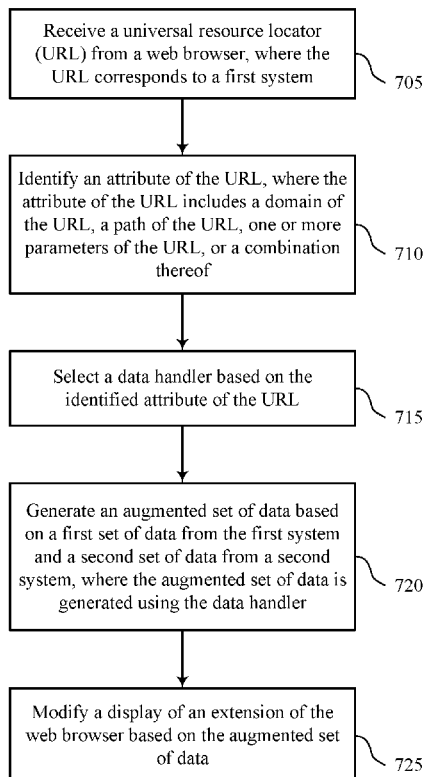 Receive a universal resource locator
(URL) from a web browser, where the
URL corresponds to a first system
705
Identify an attribute of the URL, where the
attribute of the URL includes a domain of
the URL, a path of the URL, one or more
parameters of the URL, or a combination
thereof
710
Select a data handler based on the
identified attribute of the URL
715
Generate an augmented set of data based
on a first set of data from the first system
and a second set of data from a second
system, where the augmented set of data is
generated using the data handler
720
Modify a display of an extension of the
web browser based on the augmented set
of data
725